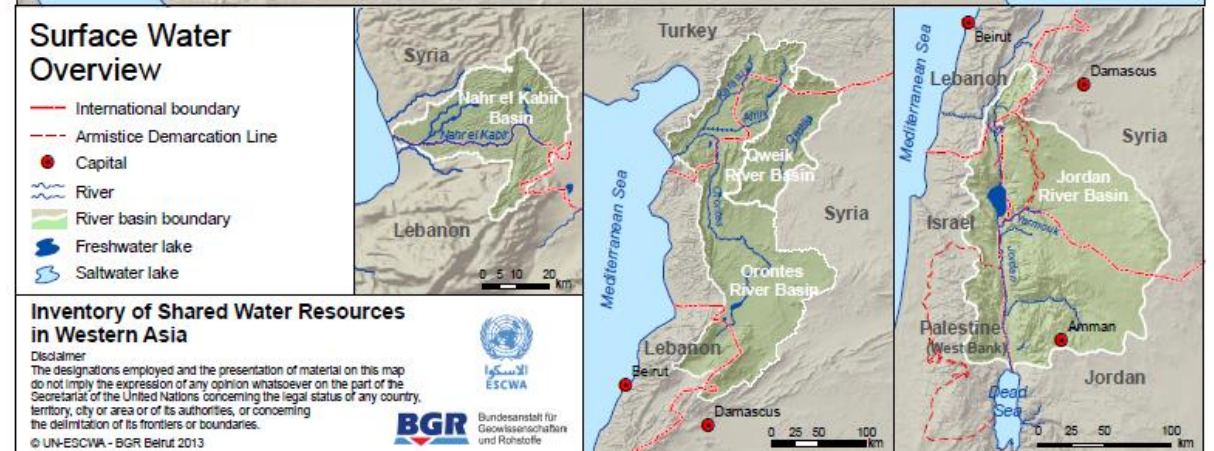 Surface Water
Overview
International boundary
Armistice Demarcation Line
Capital
River
River basin boundary
Freshwater lake
Saltwater lake
Inventory of Shared Water Resources
in Western Asia
Disclaimer
The designations employed and the presentation of material on this map
do not imply the expression of any opinion whatsoever on the part of the
Secretariat of the United Nations concerning the legal status of any country,
territory, city or area or of its authorities, or concerning
the delimitation of its frontiers or boundaries.
© UN-ESCWA - BGR Beirut 2013
الاسكوا
ESCWA
BGR
Bundesanstalt für
Geowissenschaften
und Rohstoffe
Syria
Nahr el Kabir
Basin
Nahr el Kabir
Lebanon
0 5 10 20
km
Turkey
Kara Su
Afrin
Queiq
Qweik
River Basin
Mediterranean Sea
Orontes
Syria
Orontes
River Basin
Lebanon
Beirut
Damascus
0 25 50 100
km
Beirut
Mediterranean Sea
Lebanon
Damascus
Syria
Jordan
River Basin
Israel
Yarmouk
Jordan
Palestine
(West Bank)
Amman
Jordan
Dead
Sea
0 25 50 100
km